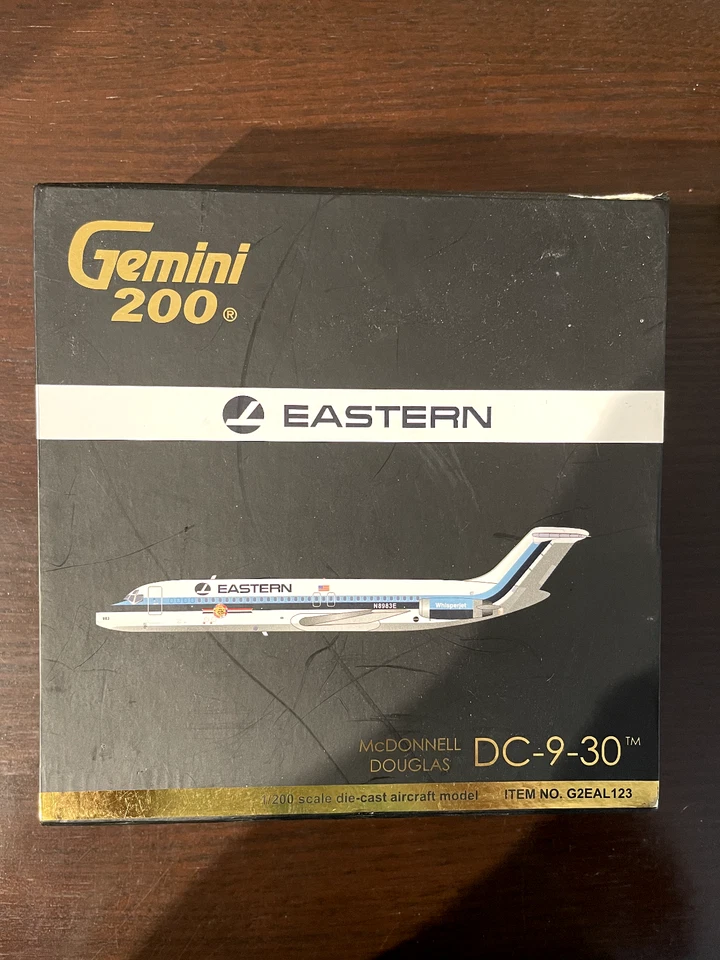 Gemini
200®
EASTERN
EASTERN
N8983E
Whisperjet
McDONNELL
DOUGLAS
DC-9-30™
1/200 scale die-cast aircraft model
ITEM NO. G2EAL123